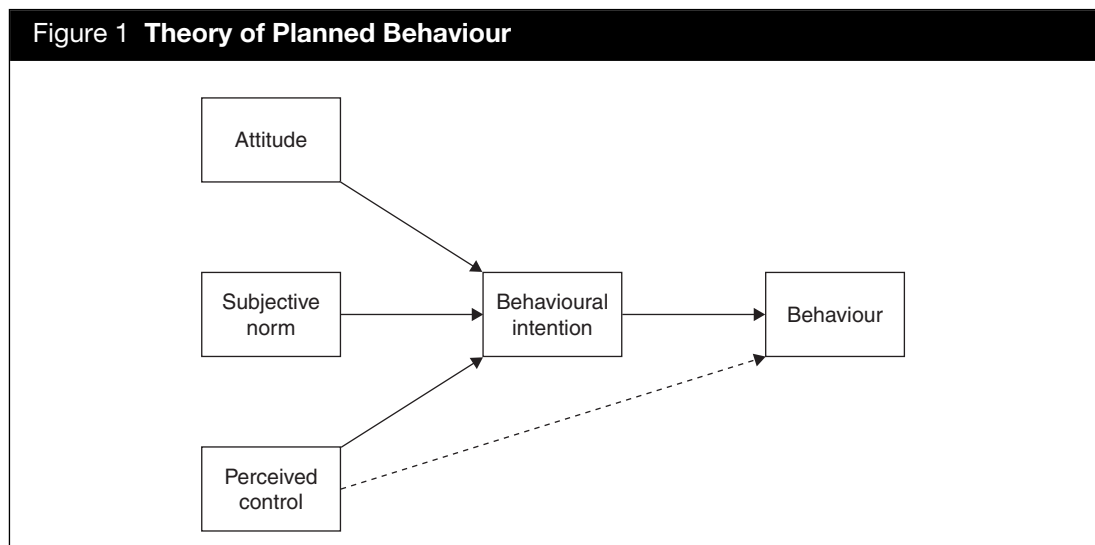 Figure 1 Theory of Planned Behaviour
Attitude
Subjective
norm
Behavioural
intention
Behaviour
Perceived
control